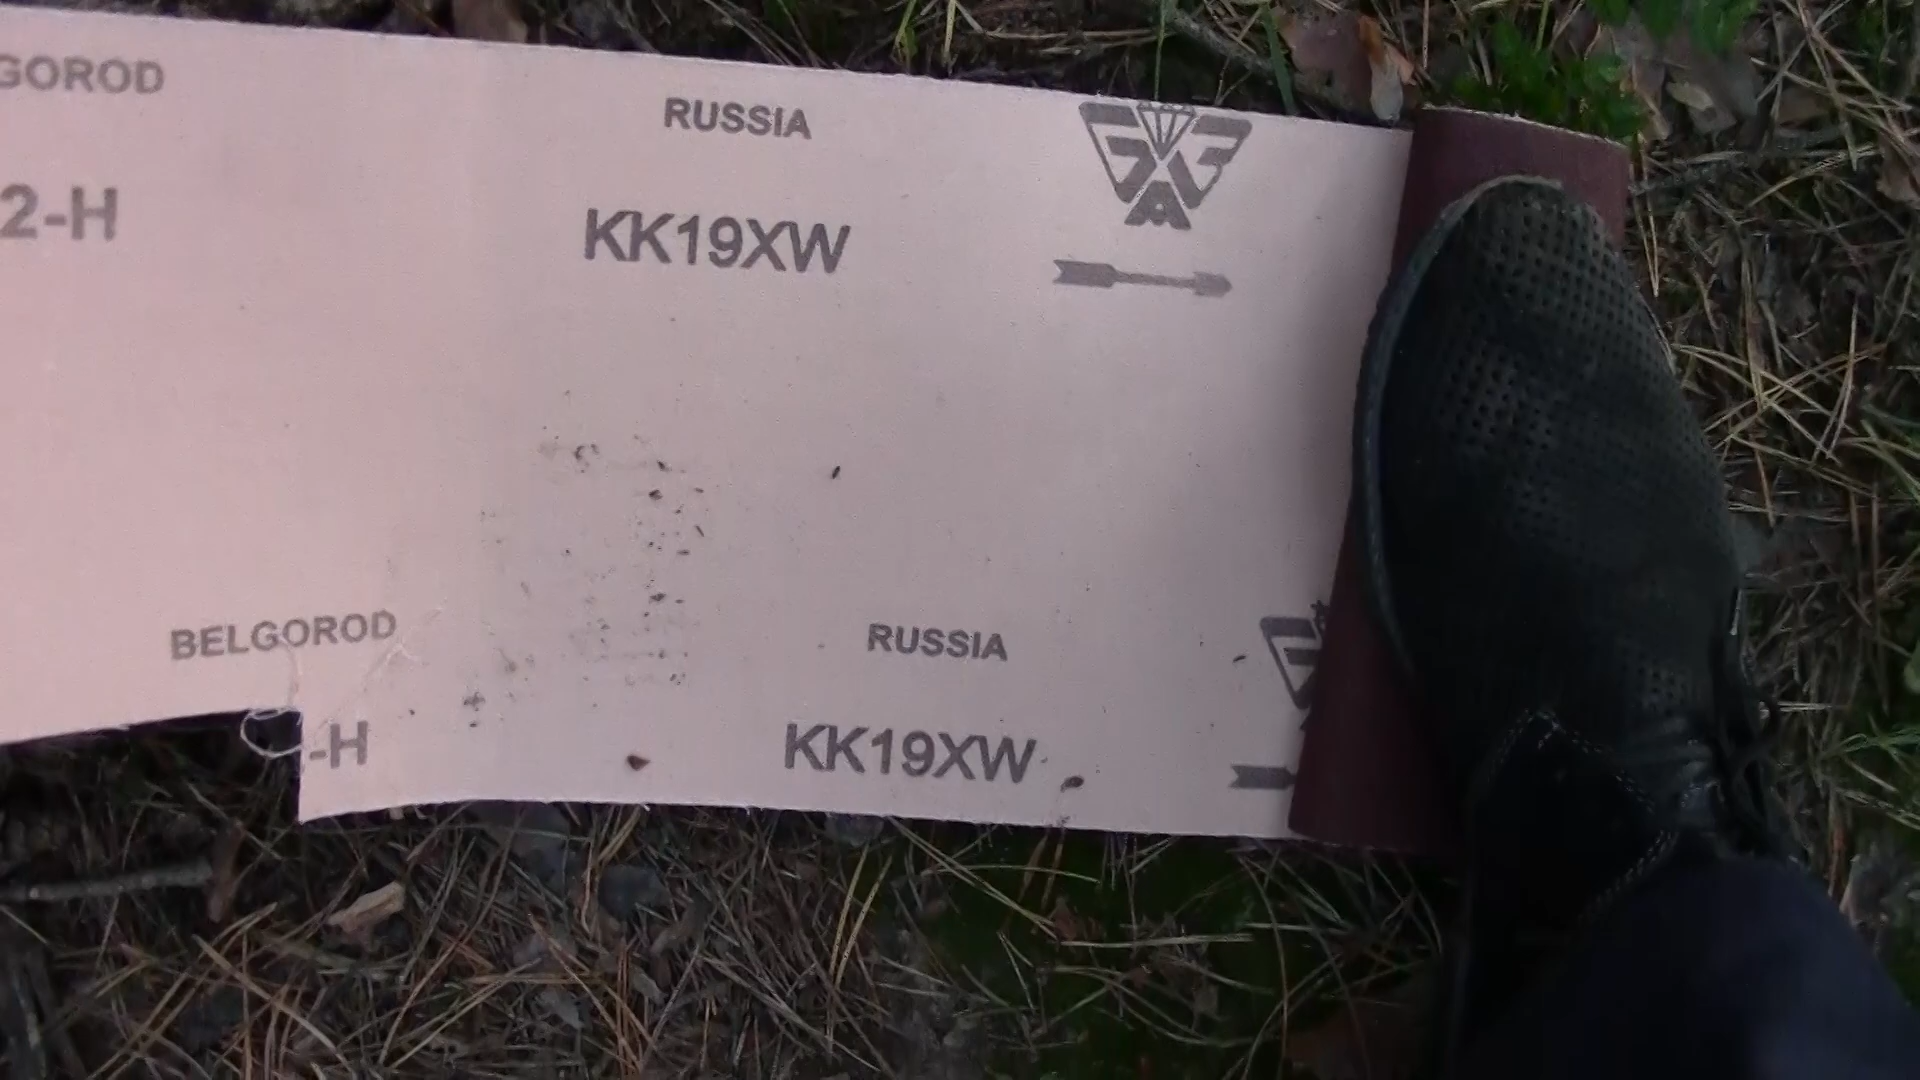 GOROD
RUSSIA
2-H
KK19XW
BELGOROD
RUSSIA
-H
KK19XW